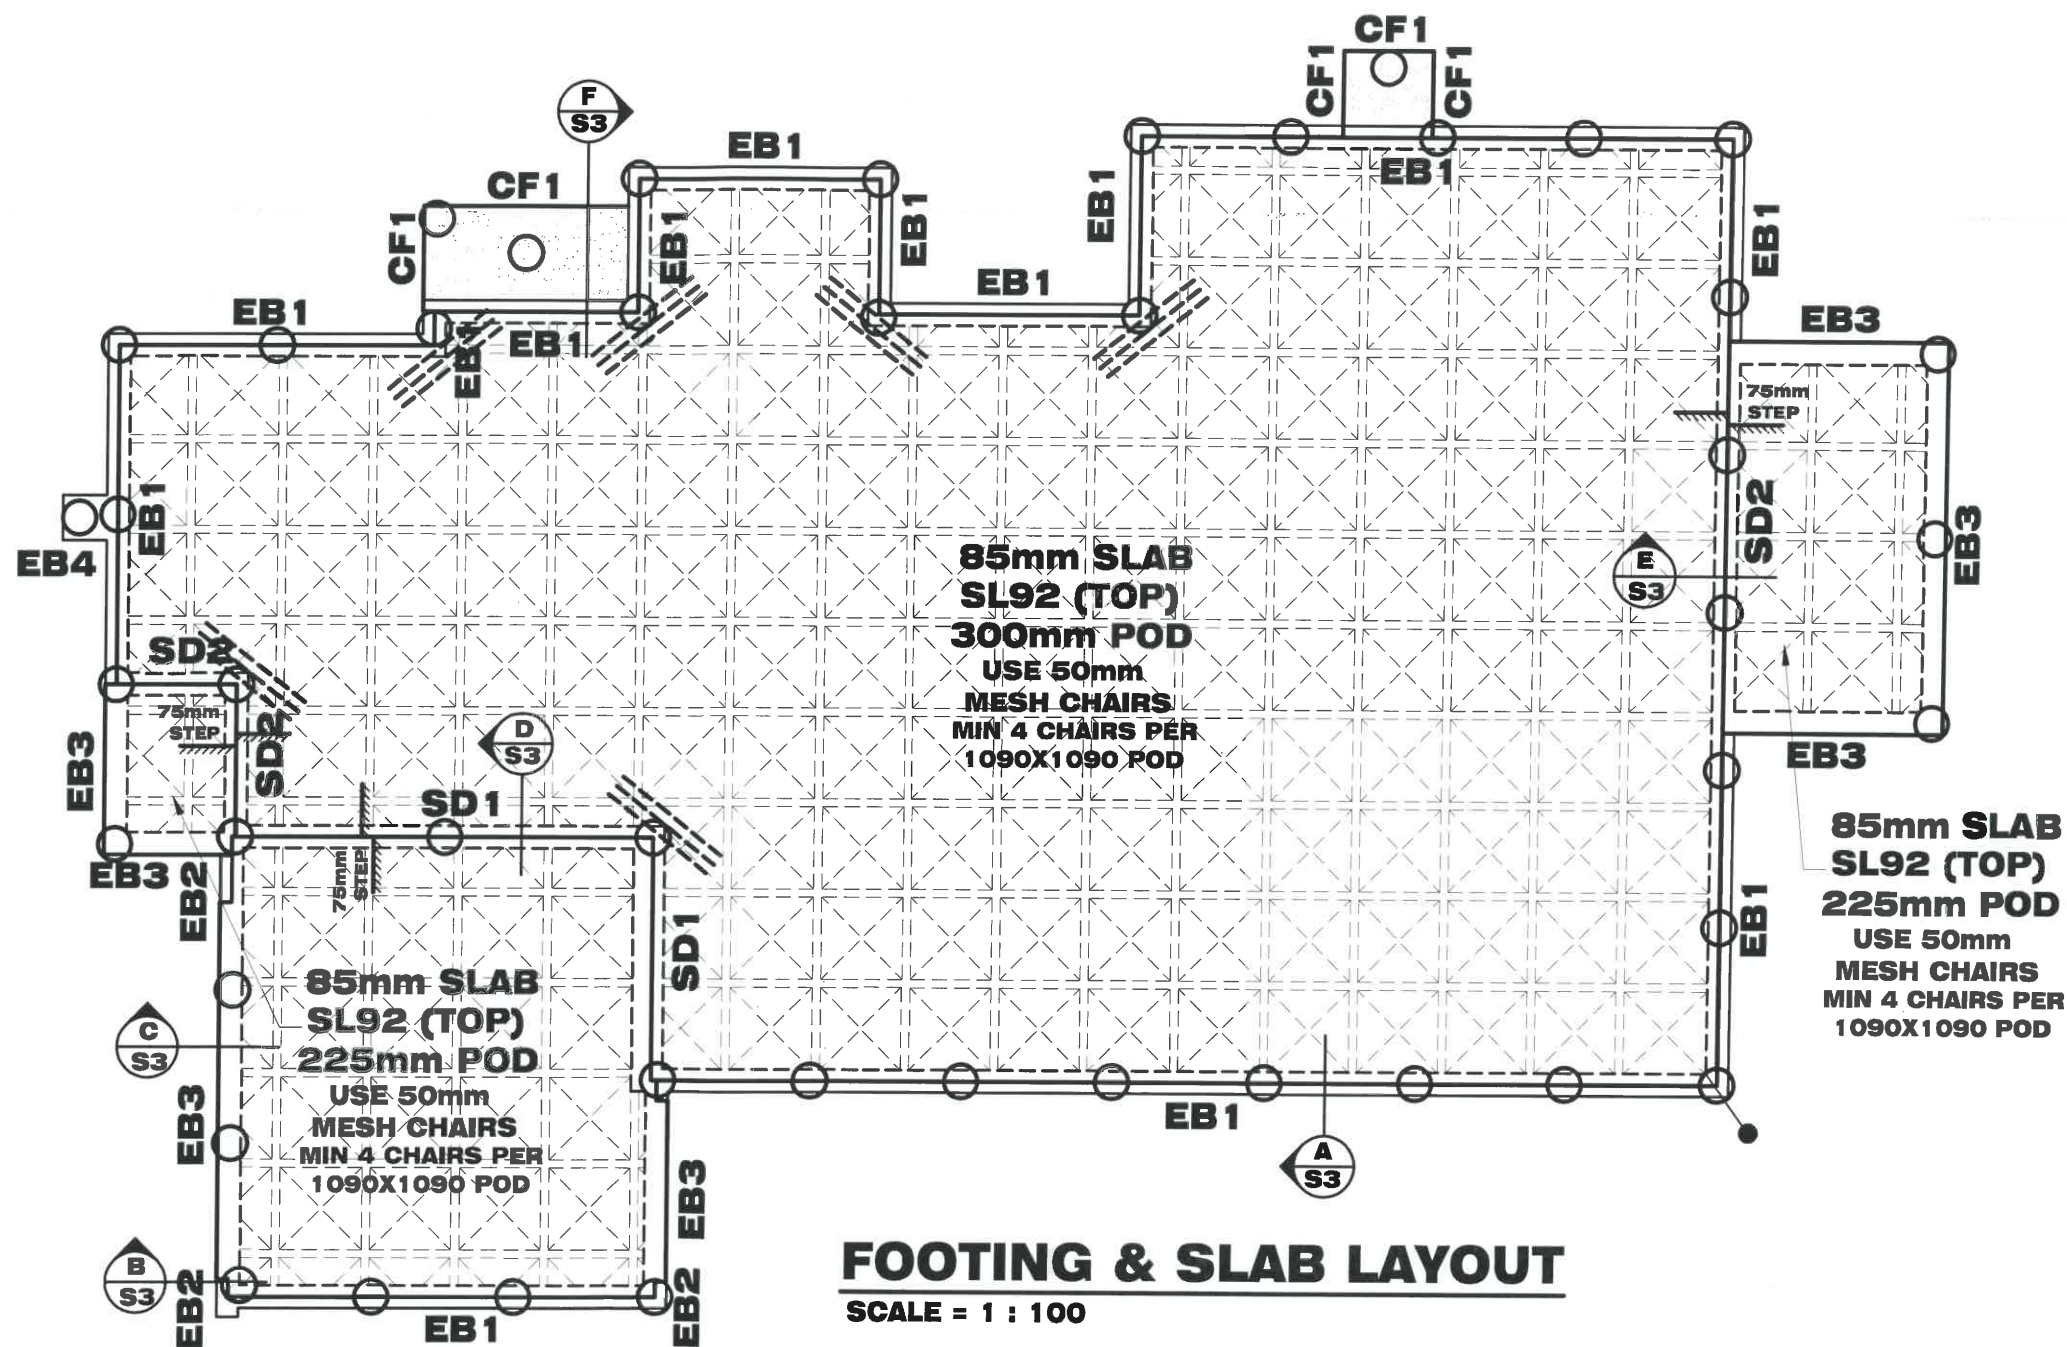 CF1
CF1
CF1
F
S3
EB1
EB1
CF1
EB1
EB1
EB1
EB1
EB1
CF1
EB1
EB1
EB3
EB1
EB1
75mm
STEP
EB1
SD2
EB3
EB4
85mm SLAB
SL92 (TOP)
300mm POD
USE 50mm
MESH CHAIRS
MIN 4 CHAIRS PER
1090X1090 POD
E
S3
SD2
75mm
STEP
SD2
EB3
D
S3
EB3
SD1
85mm SLAB
SL92 (TOP)
225mm POD
USE 50mm
MESH CHAIRS
MIN 4 CHAIRS PER
1090X1090 POD
EB3
EB2
75mm
STEP
SD1
EB1
85mm SLAB
SL92 (TOP)
225mm POD
USE 50mm
MESH CHAIRS
MIN 4 CHAIRS PER
1090X1090 POD
C
S3
EB3
EB1
A
S3
EB3
B
S3
EB2
EB1
EB2
FOOTING & SLAB LAYOUT
SCALE = 1 : 100